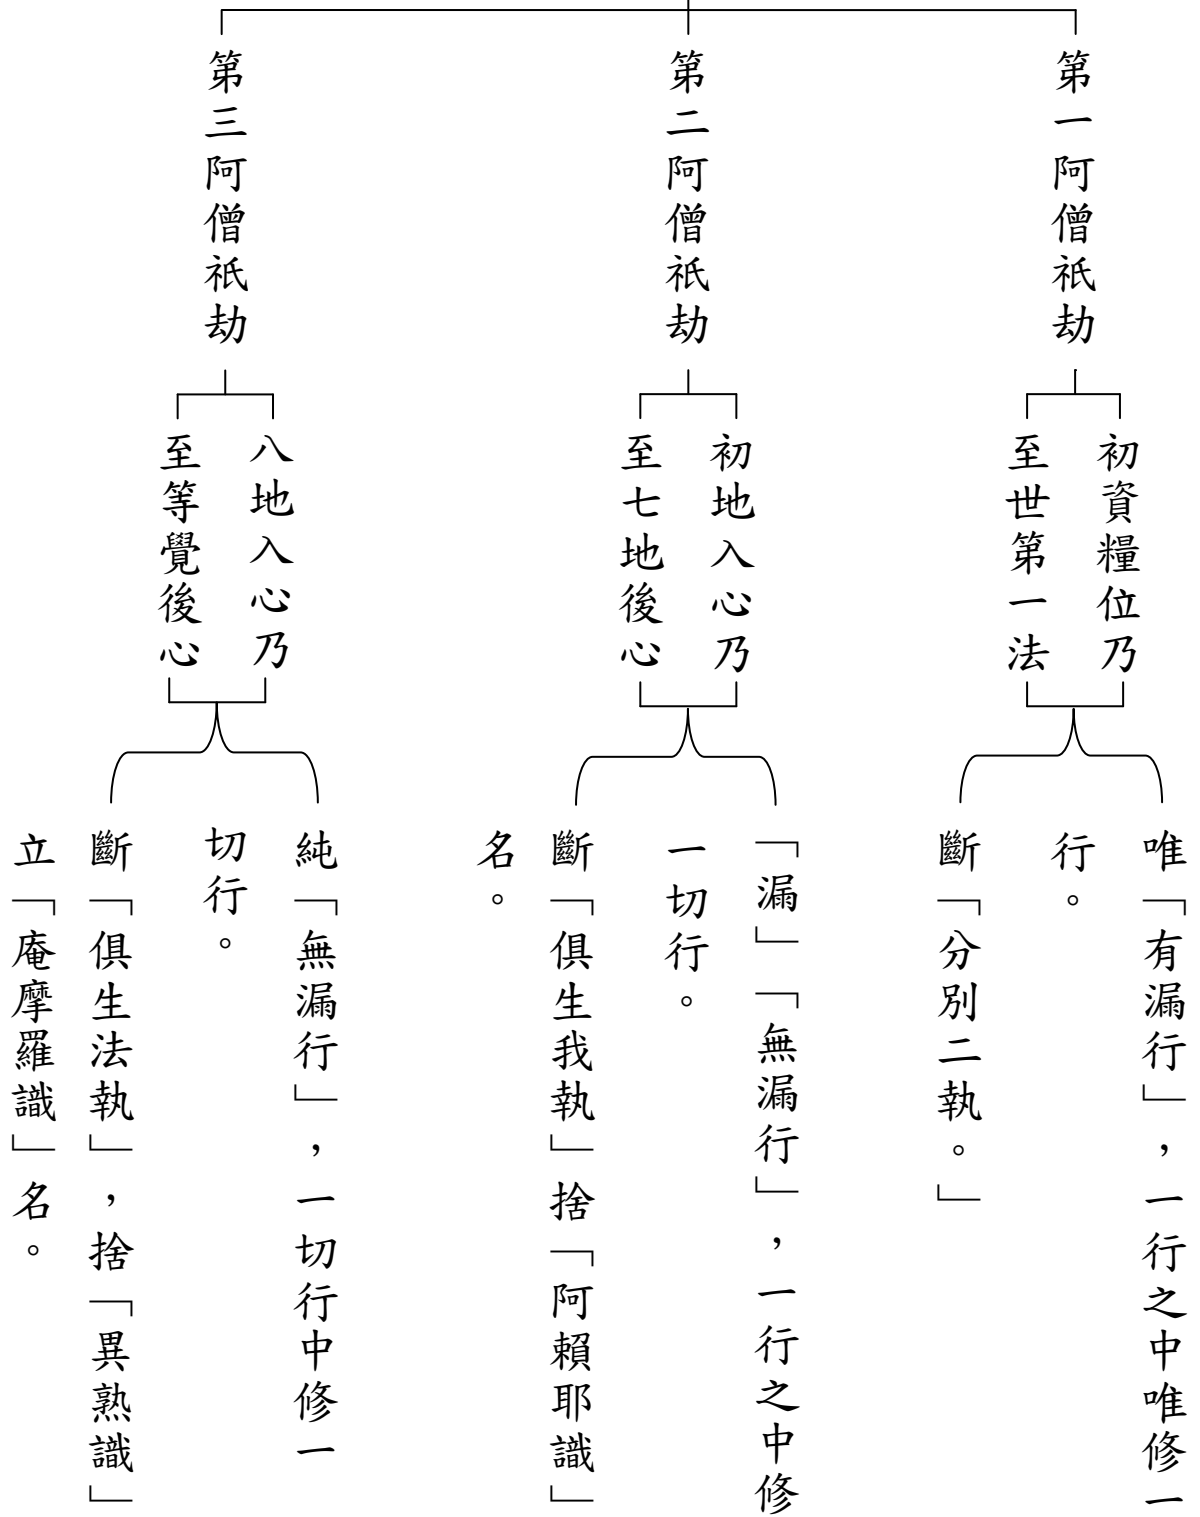 第一阿僧祇劫
初資糧位乃
至世第一法
唯「有漏行」，一行之中唯修一
行。
斷「分別二執。」
第二阿僧祇劫
初地入心乃
至七地後心
「漏」「無漏行」，一行之中修
一切行。
斷「俱生我執」捨「阿賴耶識」
名。
第三阿僧祇劫
八地入心乃
至等覺後心
純「無漏行」，一切行中修一
切行。
斷「俱生法執」，捨「異熟識」
立「庵摩羅識」名。